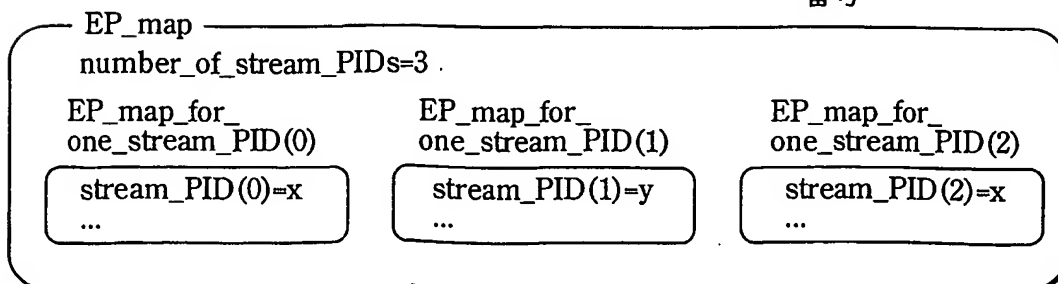 EP_map
number_of_stream_PIDs=3
EP_map_for_
one_stream_PID(0)
EP_map_for_
one_stream_PID(1)
EP_map_for_
one_stream_PID(2)
stream_PID(0)=x
...
stream_PID(1)=y
...
stream_PID(2)=x
...